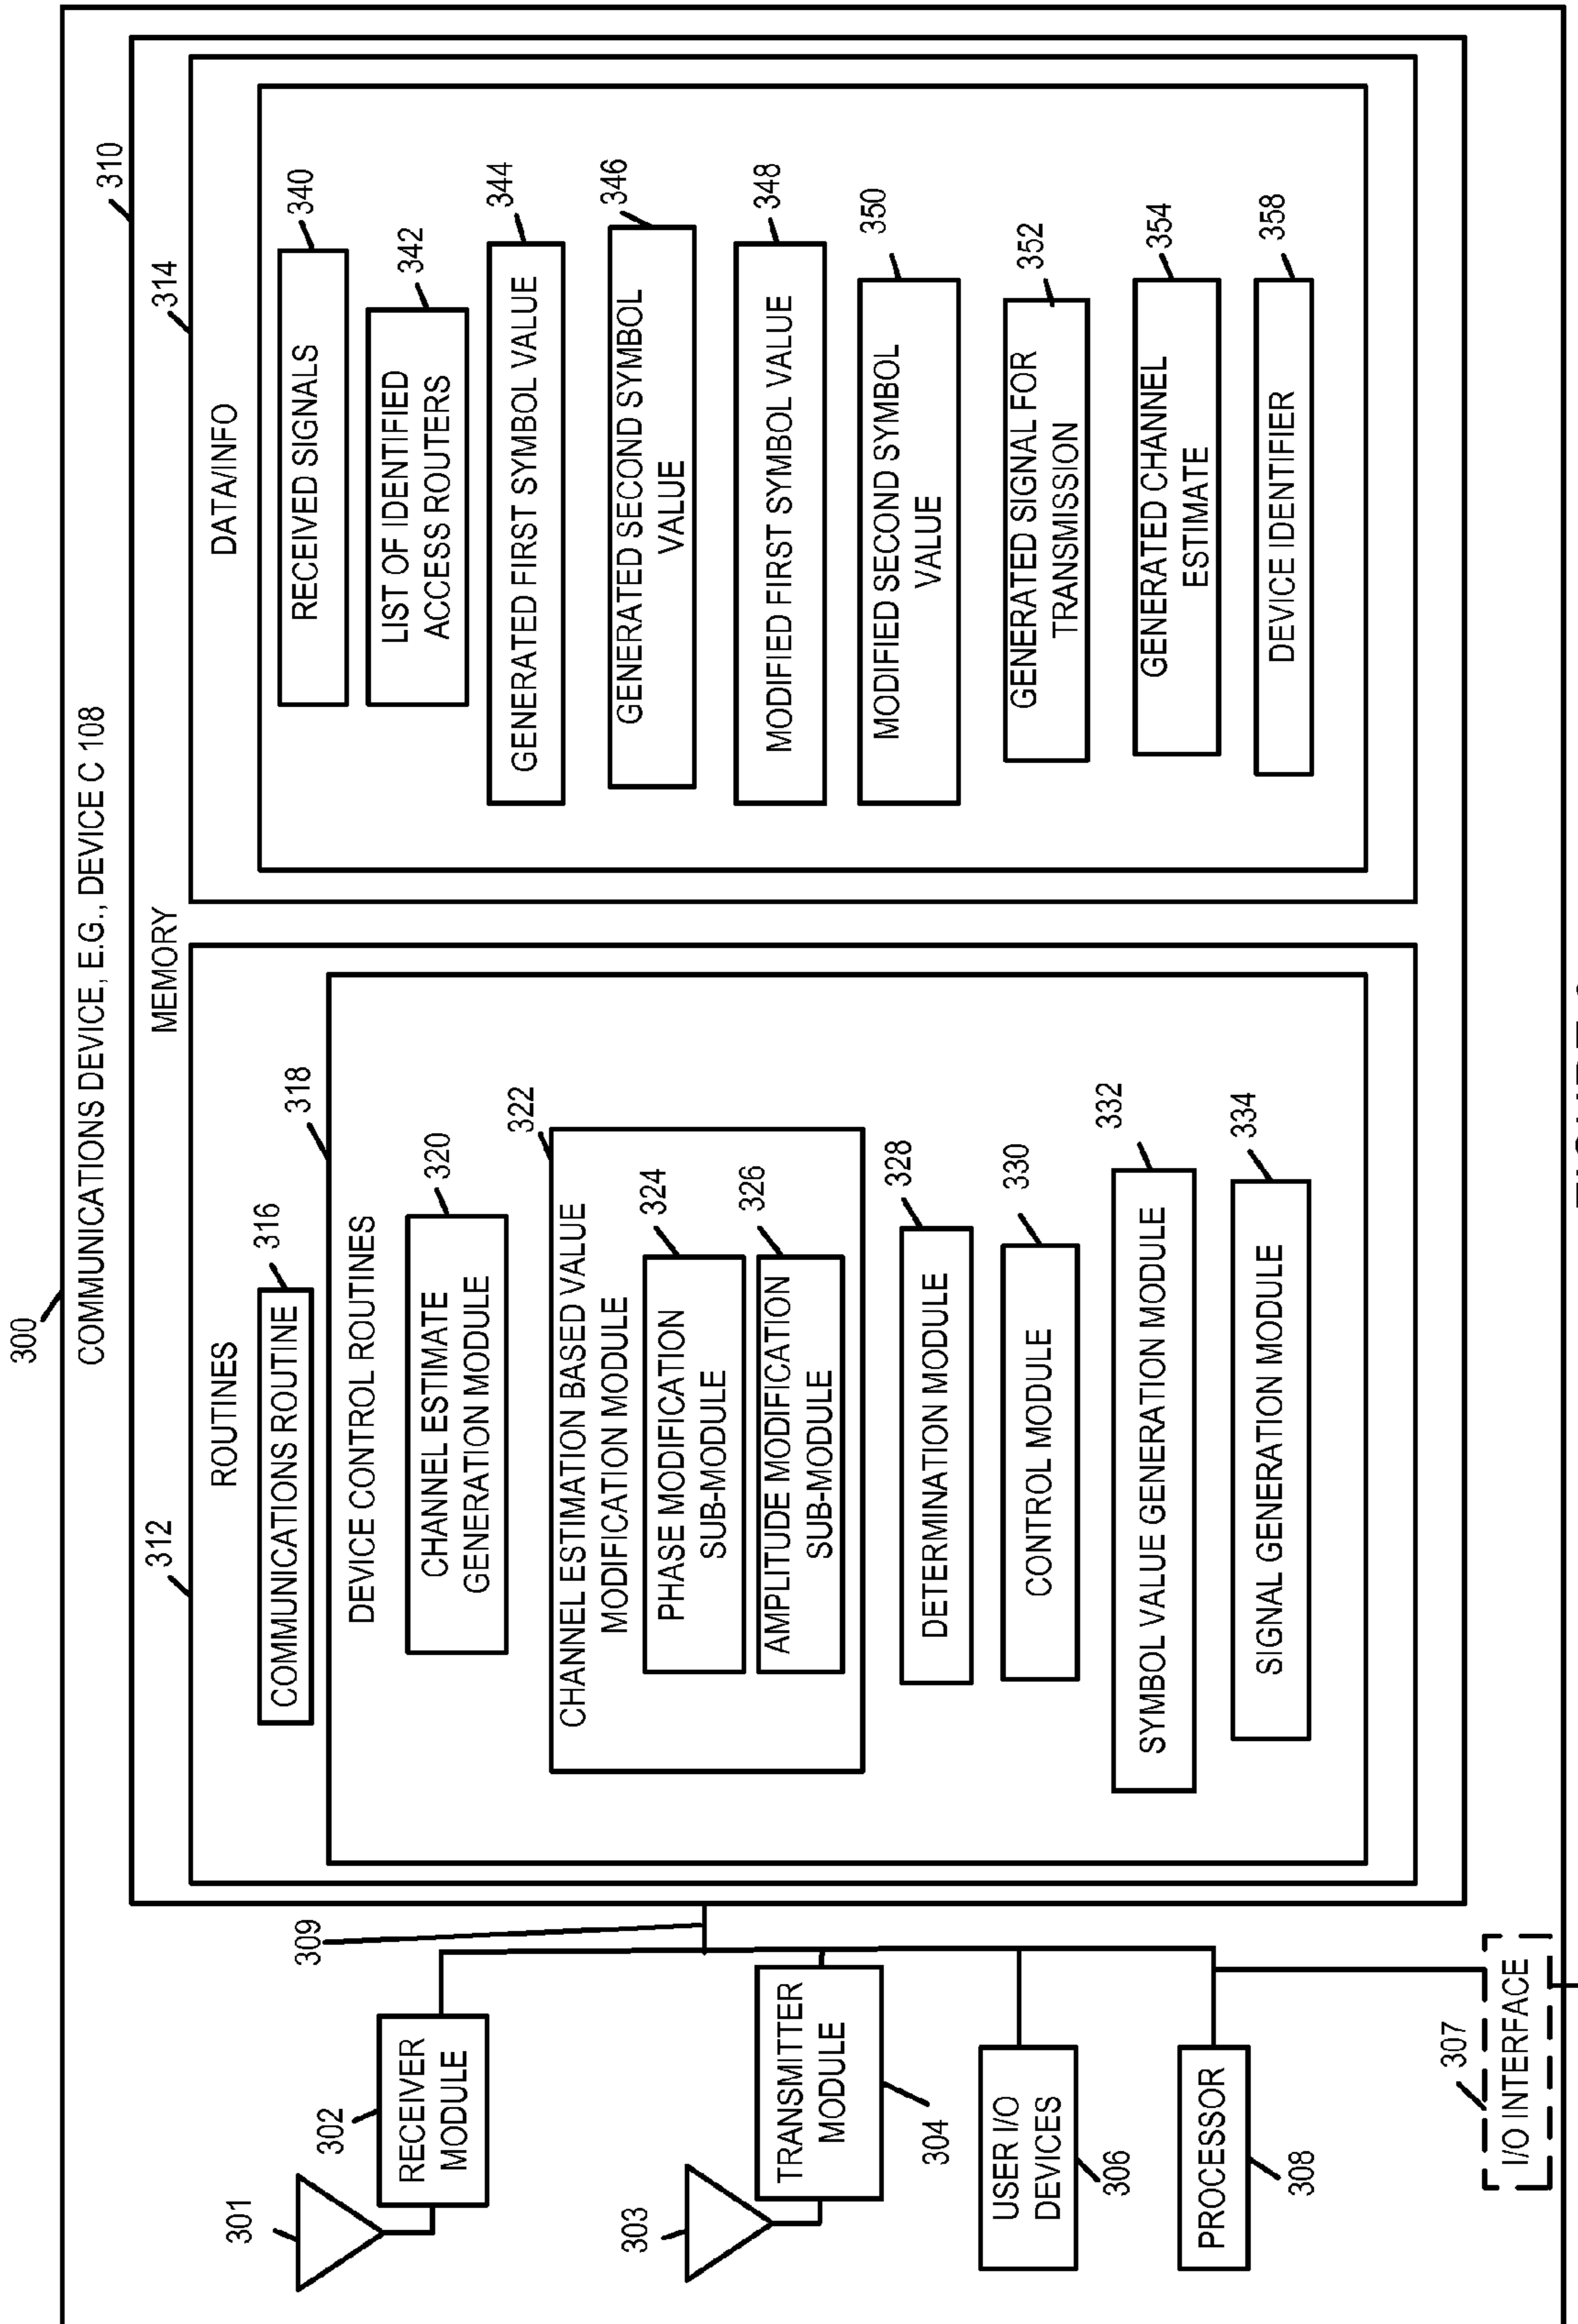 300
COMMUNICATIONS DEVICE, E.G., DEVICE C 108
310
MEMORY
301
302
RECEIVER
MODULE
303
TRANSMITTER
MODULE
304
USER I/O
DEVICES
306
PROCESSOR
308
307
I/O INTERFACE
309
312
ROUTINES
316
COMMUNICATIONS ROUTINE
318
DEVICE CONTROL ROUTINES
320
CHANNEL ESTIMATE
GENERATION MODULE
322
CHANNEL ESTIMATION BASED VALUE
MODIFICATION MODULE
324
PHASE MODIFICATION
SUB-MODULE
326
AMPLITUDE MODIFICATION
SUB-MODULE
328
DETERMINATION MODULE
330
CONTROL MODULE
332
SYMBOL VALUE GENERATION MODULE
334
SIGNAL GENERATION MODULE
314
DATA/INFO
340
RECEIVED SIGNALS
342
LIST OF IDENTIFIED
ACCESS ROUTERS
344
GENERATED FIRST SYMBOL VALUE
346
GENERATED SECOND SYMBOL
VALUE
348
MODIFIED FIRST SYMBOL VALUE
350
MODIFIED SECOND SYMBOL
VALUE
352
GENERATED SIGNAL FOR
TRANSMISSION
354
GENERATED CHANNEL
ESTIMATE
358
DEVICE IDENTIFIER